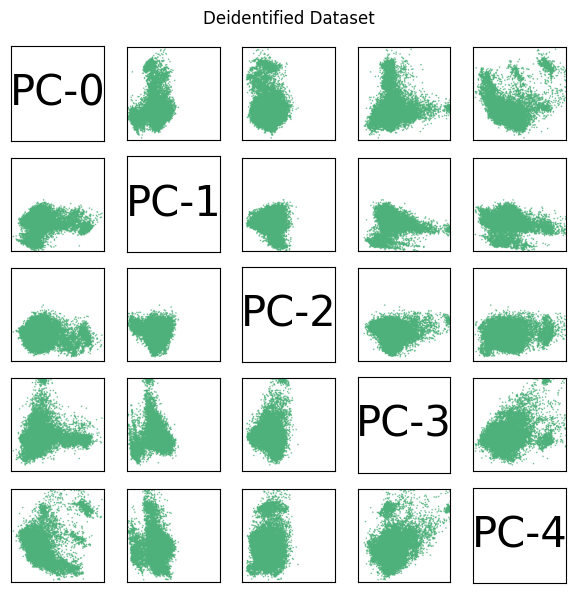 Deidentified Dataset
PC-0
PC-1
PC-2
PC-3
PC-4